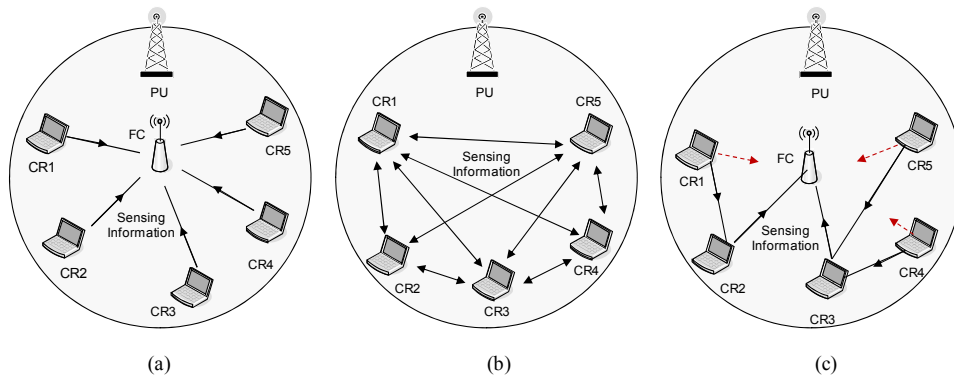 PU
CR1
FC
CR5
Sensing
Information
CR2
CR4
CR3
(a)
PU
CR1
CR5
Sensing
Information
CR2
CR4
CR3
(b)
PU
CR1
FC
CR5
Sensing
Information
CR2
CR4
CR3
(c)